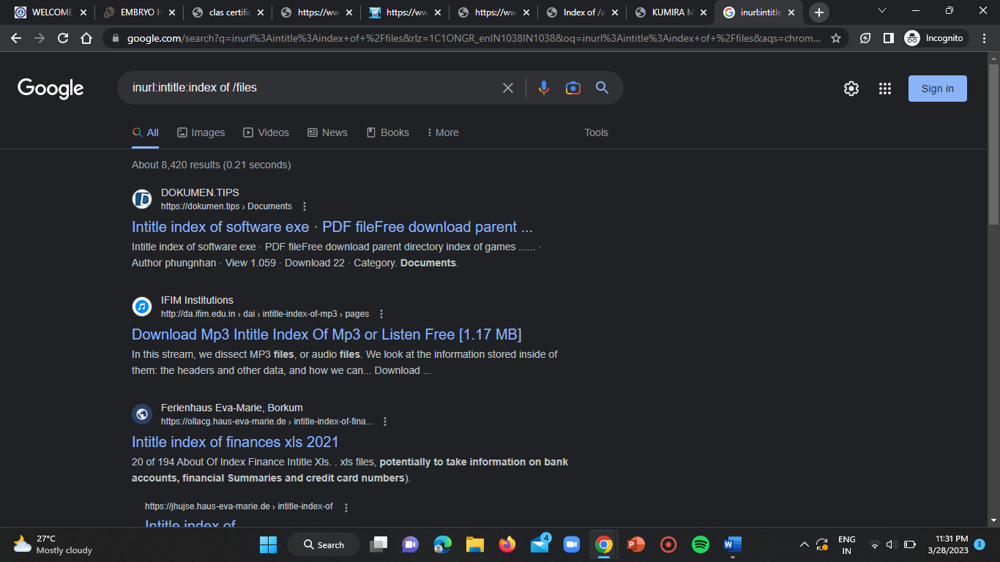 WELCOME
EMBRYO H
clas certific
https://ww
https://ww
https://ww
Index of /a
KUMIRA M
inurl:intitle
google.com/search?q=inurl%3Aintitle%3Aindex+of+%2Ffiles&rlz=1C1ONGR_enIN1038IN1038&oq=inurl%3Aintitle%3Aindex+of+%2Ffiles&aqs=chrom...
Incognito
Google
inurl:intitle:index of /files
Sign in
All
Images
Videos
News
Books
More
Tools
About 8,420 results (0.21 seconds)
DOKUMEN.TIPS
https://dokumen.tips › Documents
Intitle index of software exe · PDF fileFree download parent ...
Intitle index of software exe · PDF fileFree download parent directory index of games ...... ·
Author phungnhan · View 1.059 · Download 22 · Category. Documents.
IFIM Institutions
http://da.ifim.edu.in › dai › intitle-index-of-mp3 › pages
Download Mp3 Intitle Index Of Mp3 or Listen Free [1.17 MB]
In this stream, we dissect MP3 files, or audio files. We look at the information stored inside of
them: the headers and other data, and how we can... Download ...
Ferienhaus Eva-Marie, Borkum
https://ollacg.haus-eva-marie.de › intitle-index-of-fina...
Intitle index of finances xls 2021
20 of 194 About Of Index Finance Intitle Xls. . xls files, potentially to take information on bank
accounts, financial Summaries and credit card numbers).
https://jhujse.haus-eva-marie.de › intitle-index-of
Intitle index of
27°C
Mostly cloudy
Search
4
ENG
IN
11:31 PM
3/28/2023
3